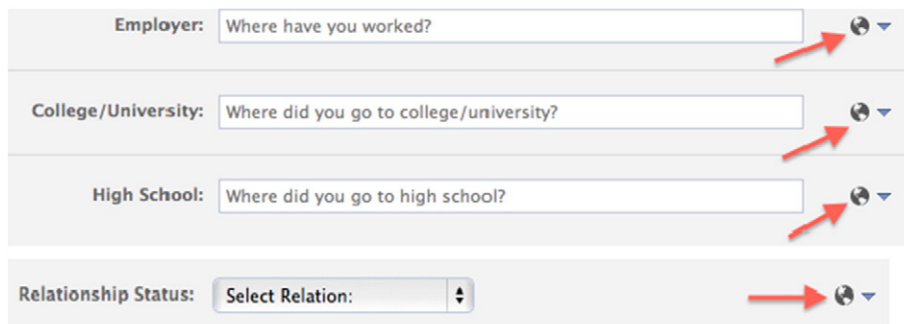 Employer: Where have you worked?
College/University: Where did you go to college/university?
High School: Where did you go to high school?
Relationship Status: Select Relation: